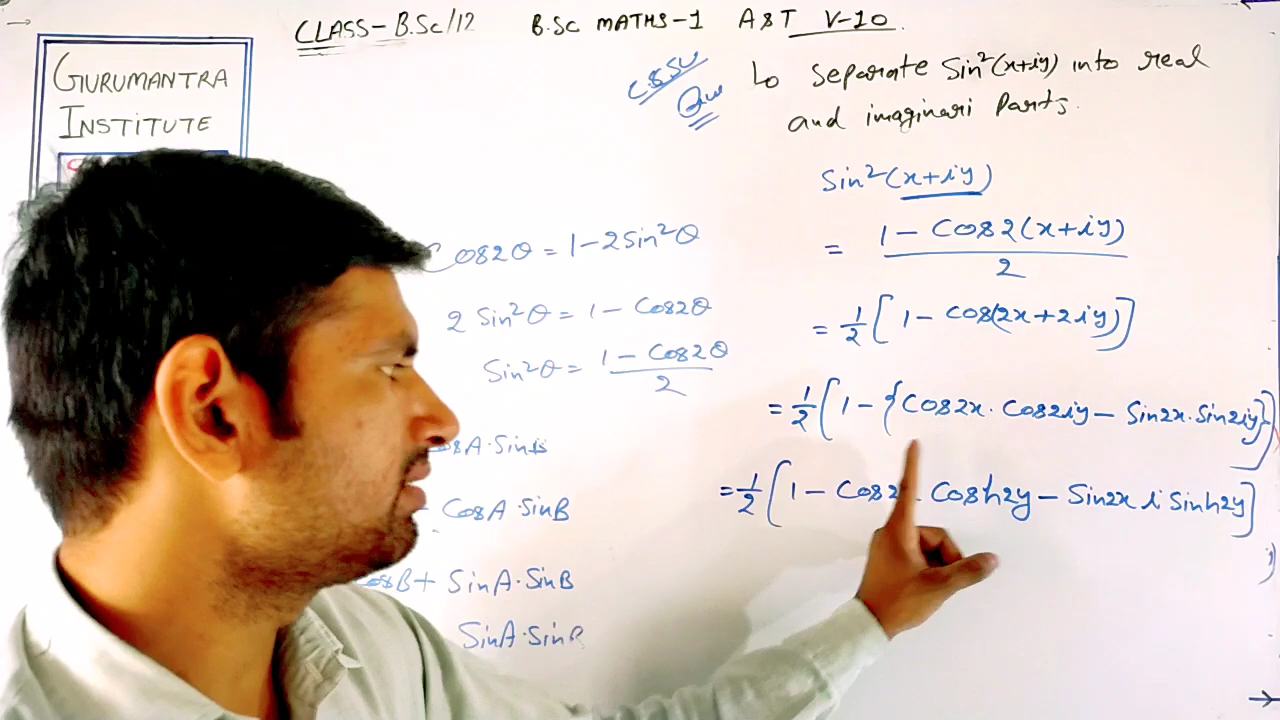 CLASS-B.Sc/12 B.SC MATHS-1 A&T V-10
GURUMANTRA
INSTITUTE
Separate Sin²(x+iy) into real
and imaginari Parts.
Sin²(x+iy)
= 1 - Cos2(x+iy) / 2
= 1/2 [ 1 - Cos(2x+2iy) ]
= 1/2 [ 1 - { Cos2x · Cos2iy - Sin2x · Sin2iy } ]
= 1/2 [ 1 - Cos2 · Cosh2y - Sin2x i Sinh2y ]
Cos2θ = 1 - 2Sin²θ
2 Sin²θ = 1 - Cos2θ
Sin²θ = 1 - Cos2θ / 2
A·SinB
CosA·SinB
B + SinA·SinB
SinA·SinB